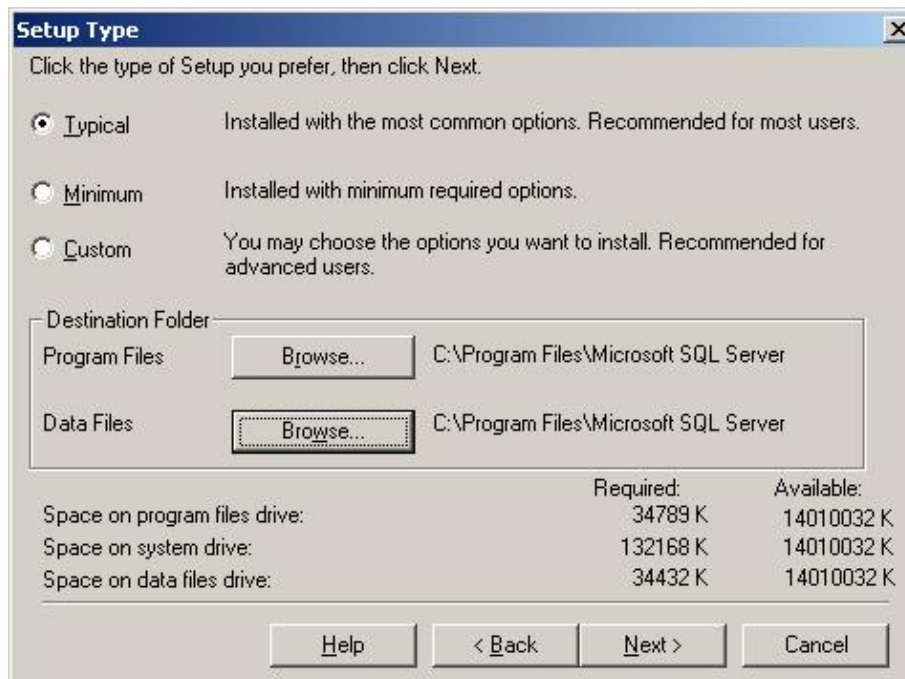 Setup Type
Click the type of Setup you prefer, then click Next.
Typical Installed with the most common options. Recommended for most users.
Minimum Installed with minimum required options.
Custom You may choose the options you want to install. Recommended for
advanced users.
Destination Folder
Program Files Browse... C:\Program Files\Microsoft SQL Server
Data Files Browse... C:\Program Files\Microsoft SQL Server
Required: Available:
Space on program files drive: 34789 K 14010032 K
Space on system drive: 132168 K 14010032 K
Space on data files drive: 34432 K 14010032 K
Help < Back Next > Cancel